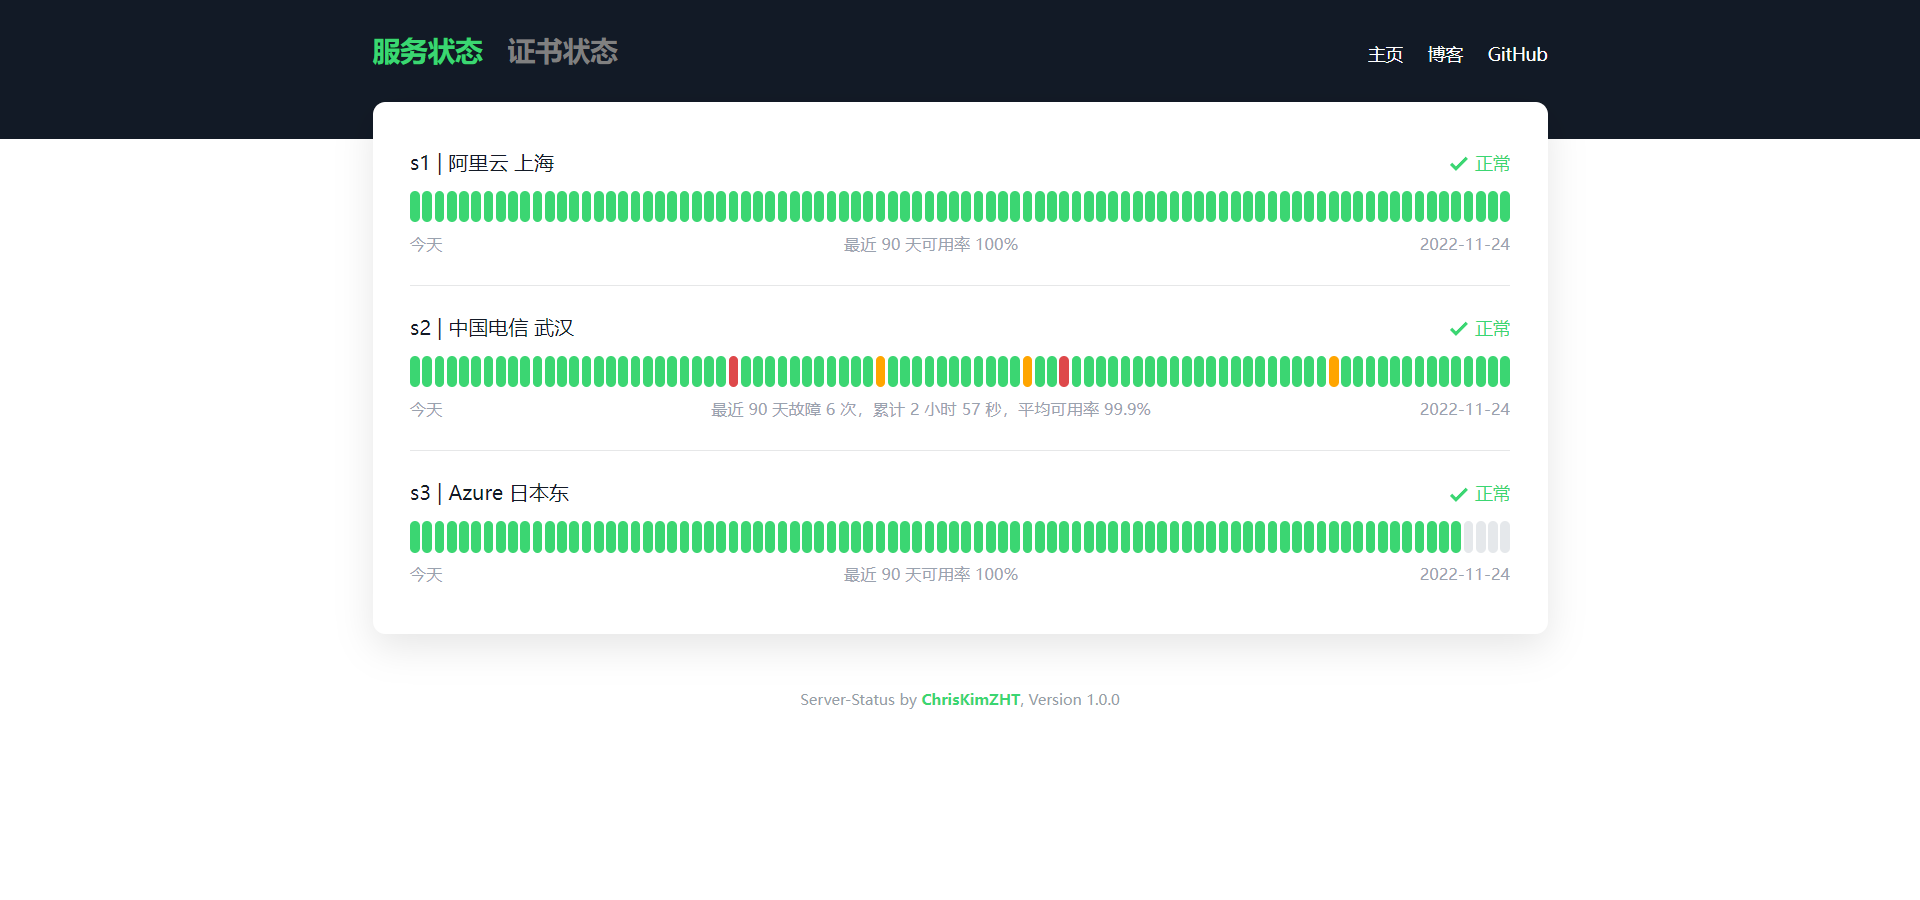 服务状态 证书状态 主页 博客 GitHub
s1 | 阿里云 上海 正常
今天 最近 90 天可用率 100% 2022-11-24
s2 | 中国电信 武汉 正常
今天 最近 90 天故障 6 次，累计 2 小时 57 秒，平均可用率 99.9% 2022-11-24
s3 | Azure 日本东 正常
今天 最近 90 天可用率 100% 2022-11-24
Server-Status by ChrisKimZHT, Version 1.0.0